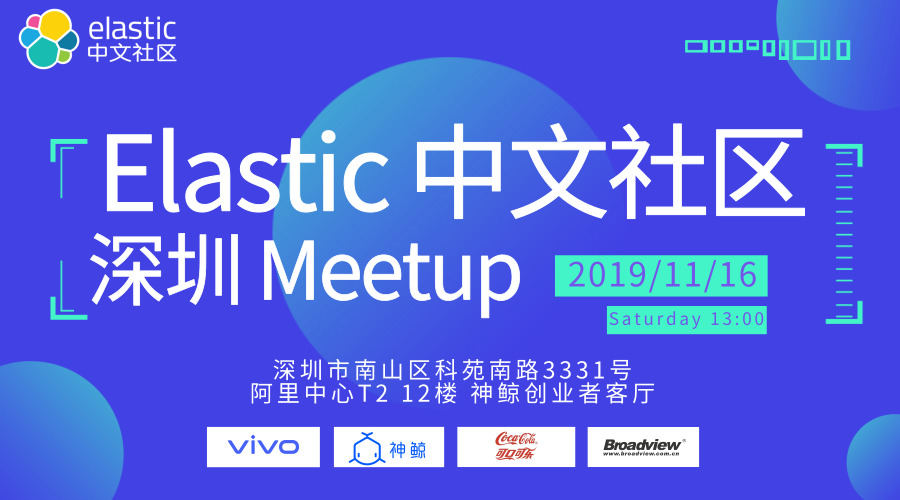 elastic
中文社区
Elastic 中文社区
深圳 Meetup
2019/11/16
Saturday 13:00
深圳市南山区科苑南路3331号
阿里中心T2 12楼 神鲸创业者客厅
vivo
神鲸
Coca-Cola
可口可乐
Broadview®
www.broadview.com.cn